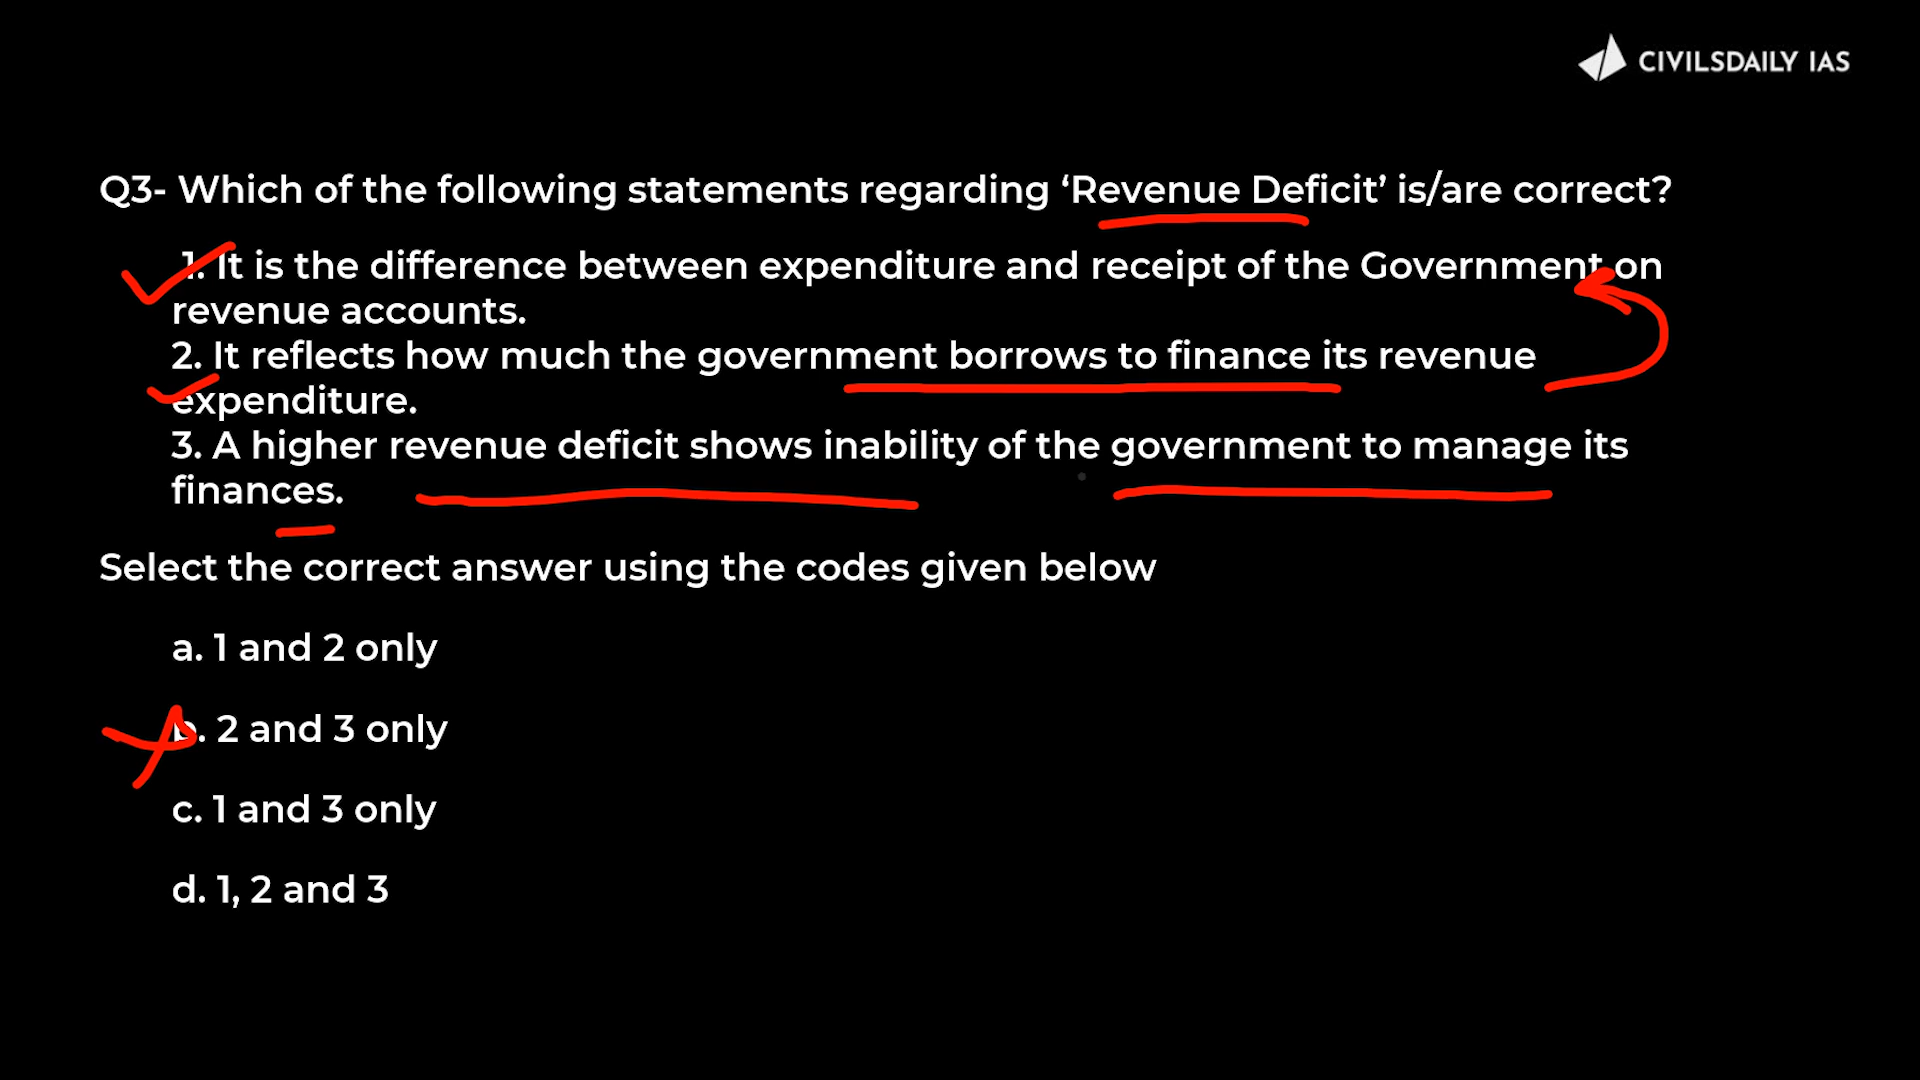 CIVILSDAILY IAS
Q3- Which of the following statements regarding ‘Revenue Deficit’ is/are correct?
1. It is the difference between expenditure and receipt of the Government on
revenue accounts.
2. It reflects how much the government borrows to finance its revenue
expenditure.
3. A higher revenue deficit shows inability of the government to manage its
finances.
Select the correct answer using the codes given below
a. 1 and 2 only
b. 2 and 3 only
c. 1 and 3 only
d. 1, 2 and 3